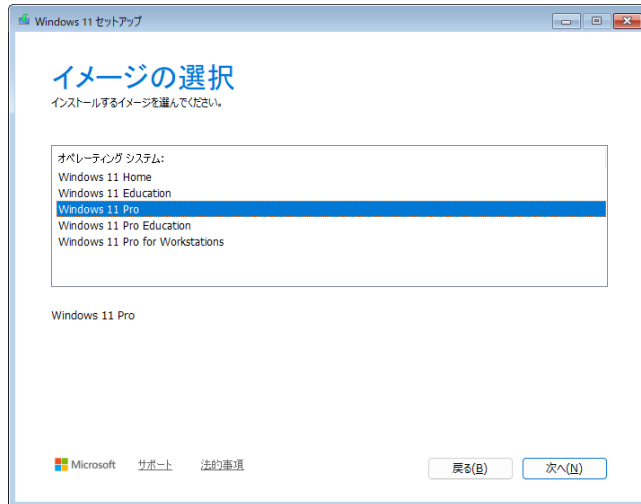 Windows 11 セットアップ
イメージの選択
インストールするイメージを選んでください。
オペレーティング システム:
Windows 11 Home
Windows 11 Education
Windows 11 Pro
Windows 11 Pro Education
Windows 11 Pro for Workstations
Windows 11 Pro
Microsoft サポート 法的事項 戻る(B) 次へ(N)